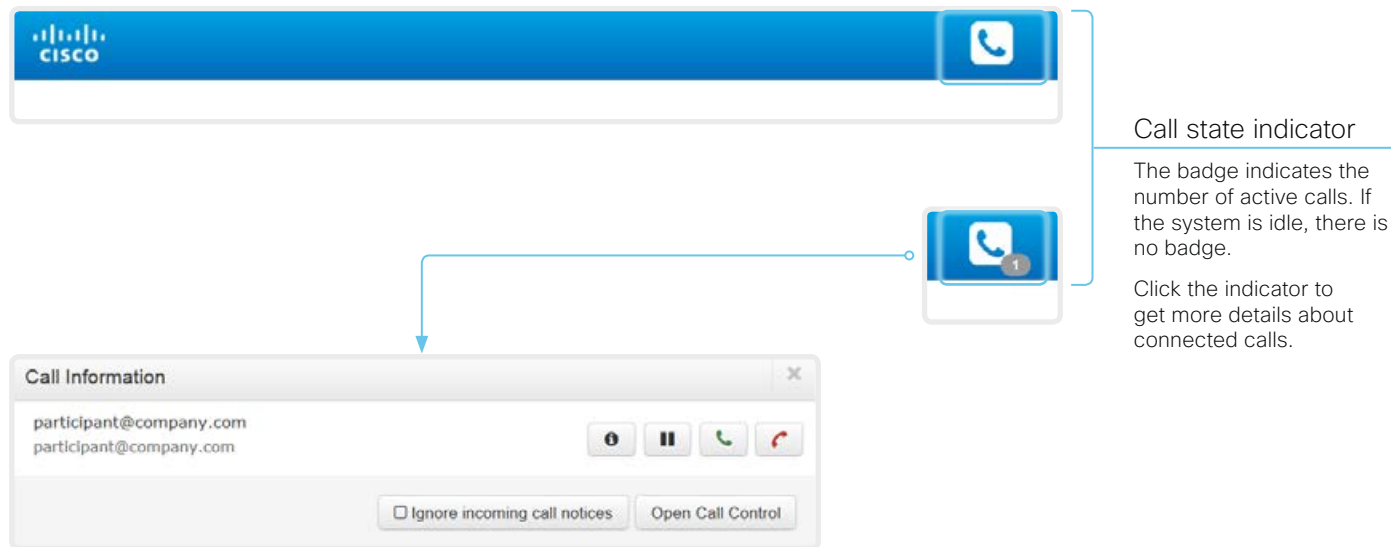 CISCO
Call state indicator
The badge indicates the
number of active calls. If
the system is idle, there is
no badge.
Click the indicator to
get more details about
connected calls.
1
Call Information
participant@company.com
participant@company.com
Ignore incoming call notices
Open Call Control